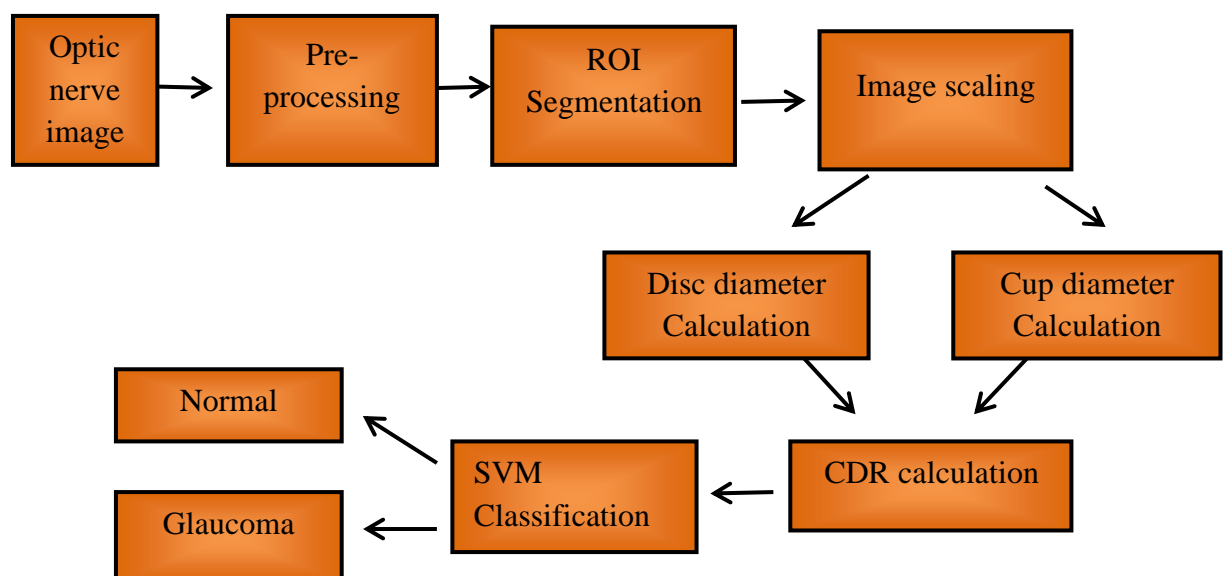 Optic
nerve
image
Pre-
processing
ROI
Segmentation
Image scaling
Disc diameter
Calculation
Cup diameter
Calculation
CDR calculation
SVM
Classification
Normal
Glaucoma